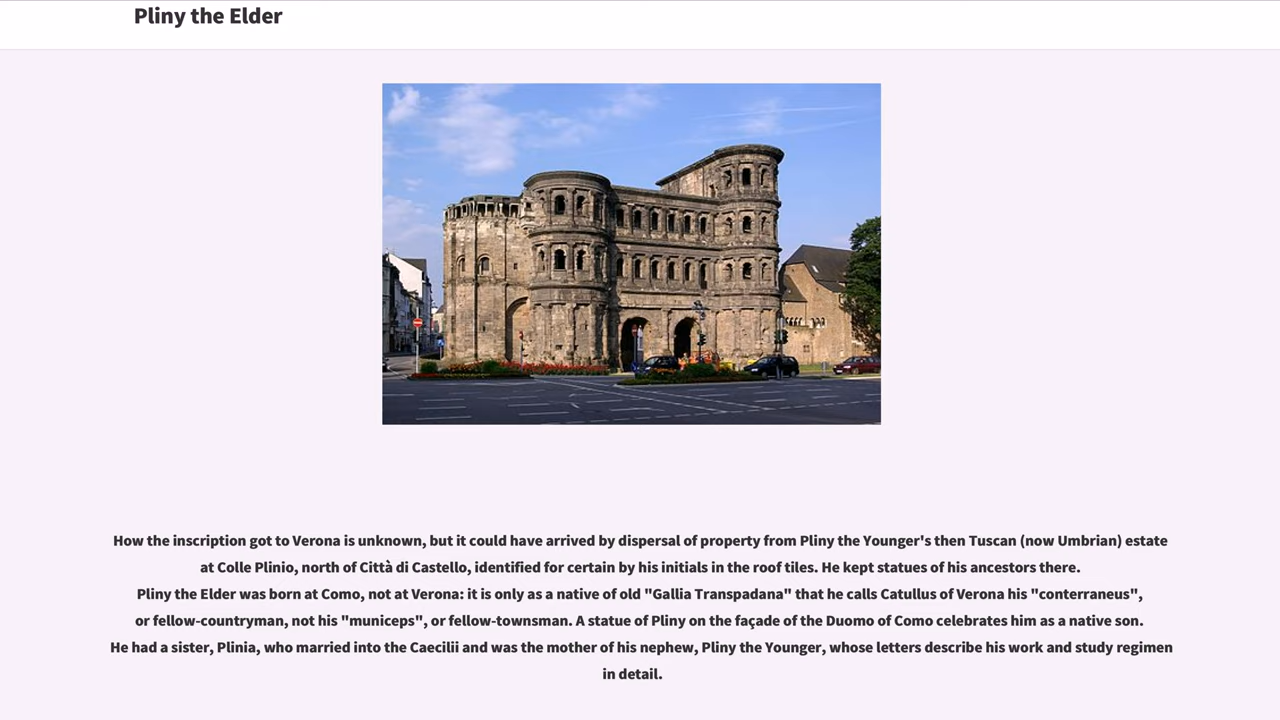 Pliny the Elder
How the inscription got to Verona is unknown, but it could have arrived by dispersal of property from Pliny the Younger's then Tuscan (now Umbrian) estate
at Colle Plinio, north of Città di Castello, identified for certain by his initials in the roof tiles. He kept statues of his ancestors there.
Pliny the Elder was born at Como, not at Verona: it is only as a native of old "Gallia Transpadana" that he calls Catullus of Verona his "conterraneus",
or fellow-countryman, not his "municeps", or fellow-townsman. A statue of Pliny on the façade of the Duomo of Como celebrates him as a native son.
He had a sister, Plinia, who married into the Caecilii and was the mother of his nephew, Pliny the Younger, whose letters describe his work and study regimen
in detail.